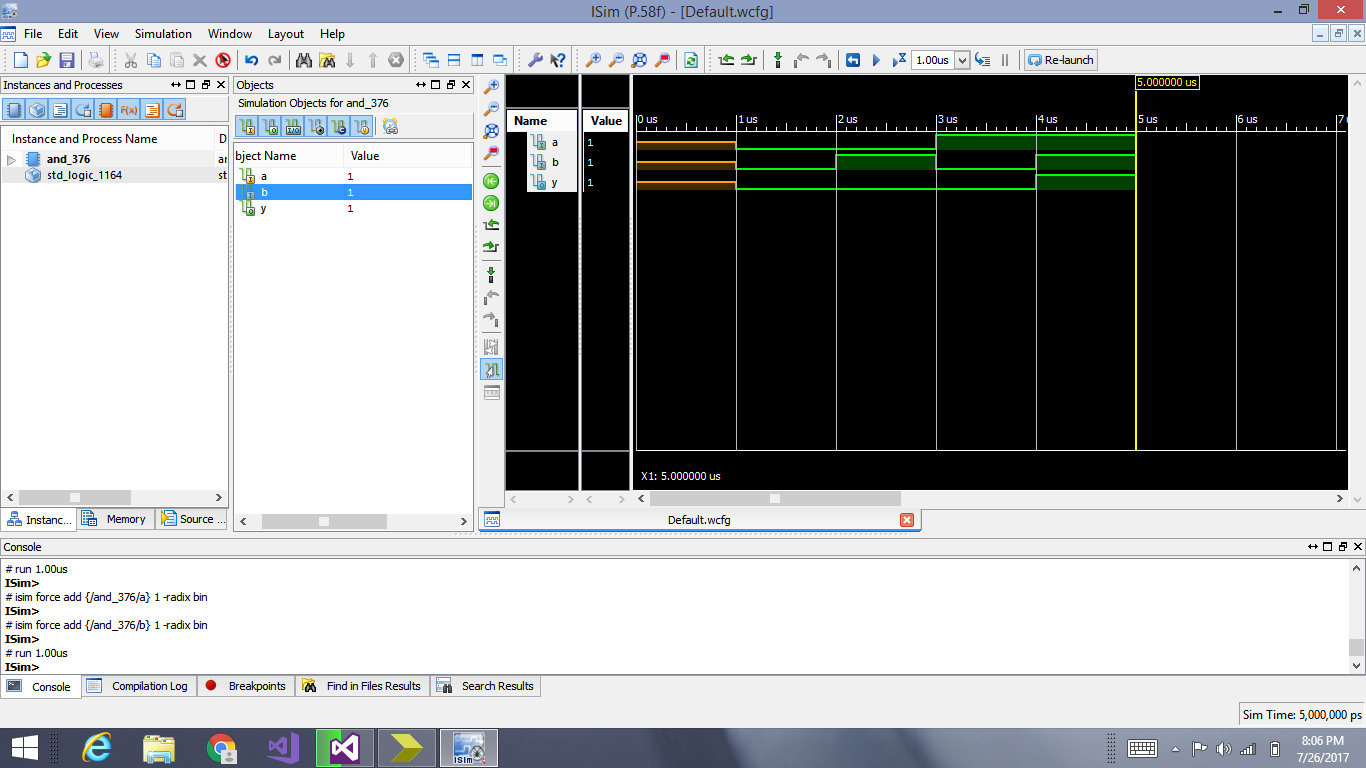 ISim (P.58f) - [Default.wcfg]
File Edit View Simulation Window Layout Help
1.00us
Re-launch
Instances and Processes
Instance and Process Name D
and_376 ar
std_logic_1164 st
Instanc...
Memory
Source ...
Objects
Simulation Objects for and_376
bject Name Value
a 1
b 1
y 1
Name Value
a 1
b 1
y 1
5.000000 us
0 us 1 us 2 us 3 us 4 us 5 us 6 us 7 u
X1: 5.000000 us
Default.wcfg
Console
# run 1.00us
ISim>
# isim force add {/and_376/a} 1 -radix bin
ISim>
# isim force add {/and_376/b} 1 -radix bin
ISim>
# run 1.00us
ISim>
Console
Compilation Log
Breakpoints
Find in Files Results
Search Results
Sim Time: 5,000,000 ps
ISim
8:06 PM
7/26/2017